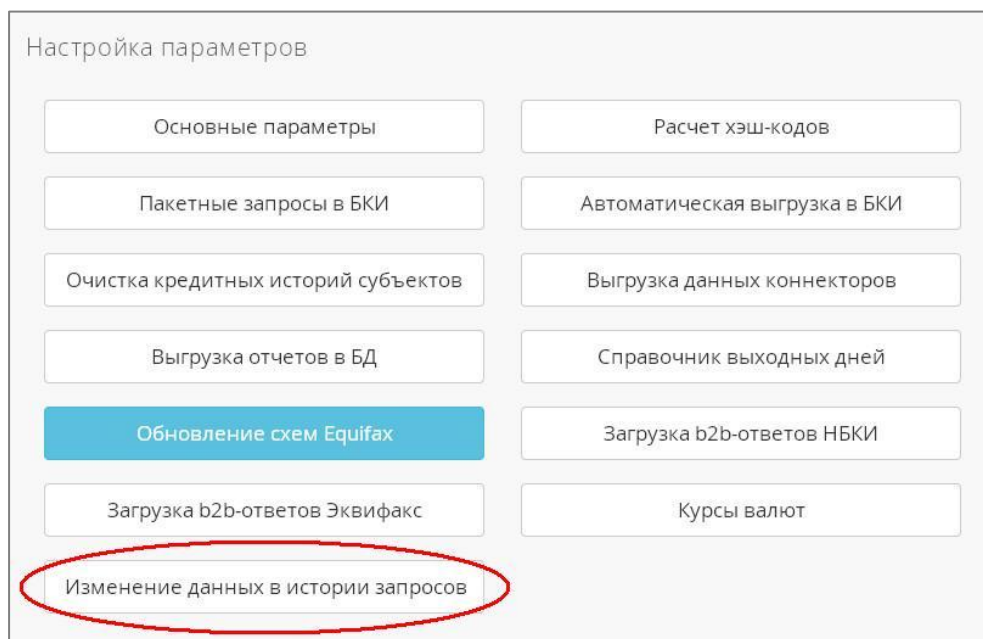 Настройка параметров
Основные параметры
Расчет хэш-кодов
Пакетные запросы в БКИ
Автоматическая выгрузка в БКИ
Очистка кредитных историй субъектов
Выгрузка данных коннекторов
Выгрузка отчетов в БД
Справочник выходных дней
Обновление схем Equifax
Загрузка b2b-ответов НБКИ
Загрузка b2b-ответов Эквифакс
Курсы валют
Изменение данных в истории запросов